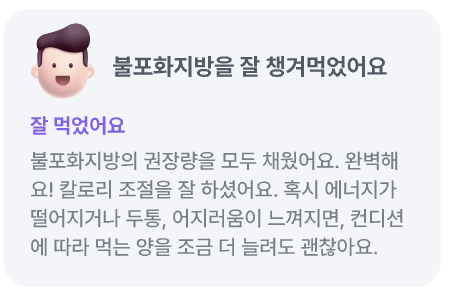 불포화지방을 잘 챙겨먹었어요
잘 먹었어요
불포화지방의 권장량을 모두 채웠어요. 완벽해
요! 칼로리 조절을 잘 하셨어요. 혹시 에너지가
떨어지거나 두통, 어지러움이 느껴지면, 컨디션
에 따라 먹는 양을 조금 더 늘려도 괜찮아요.